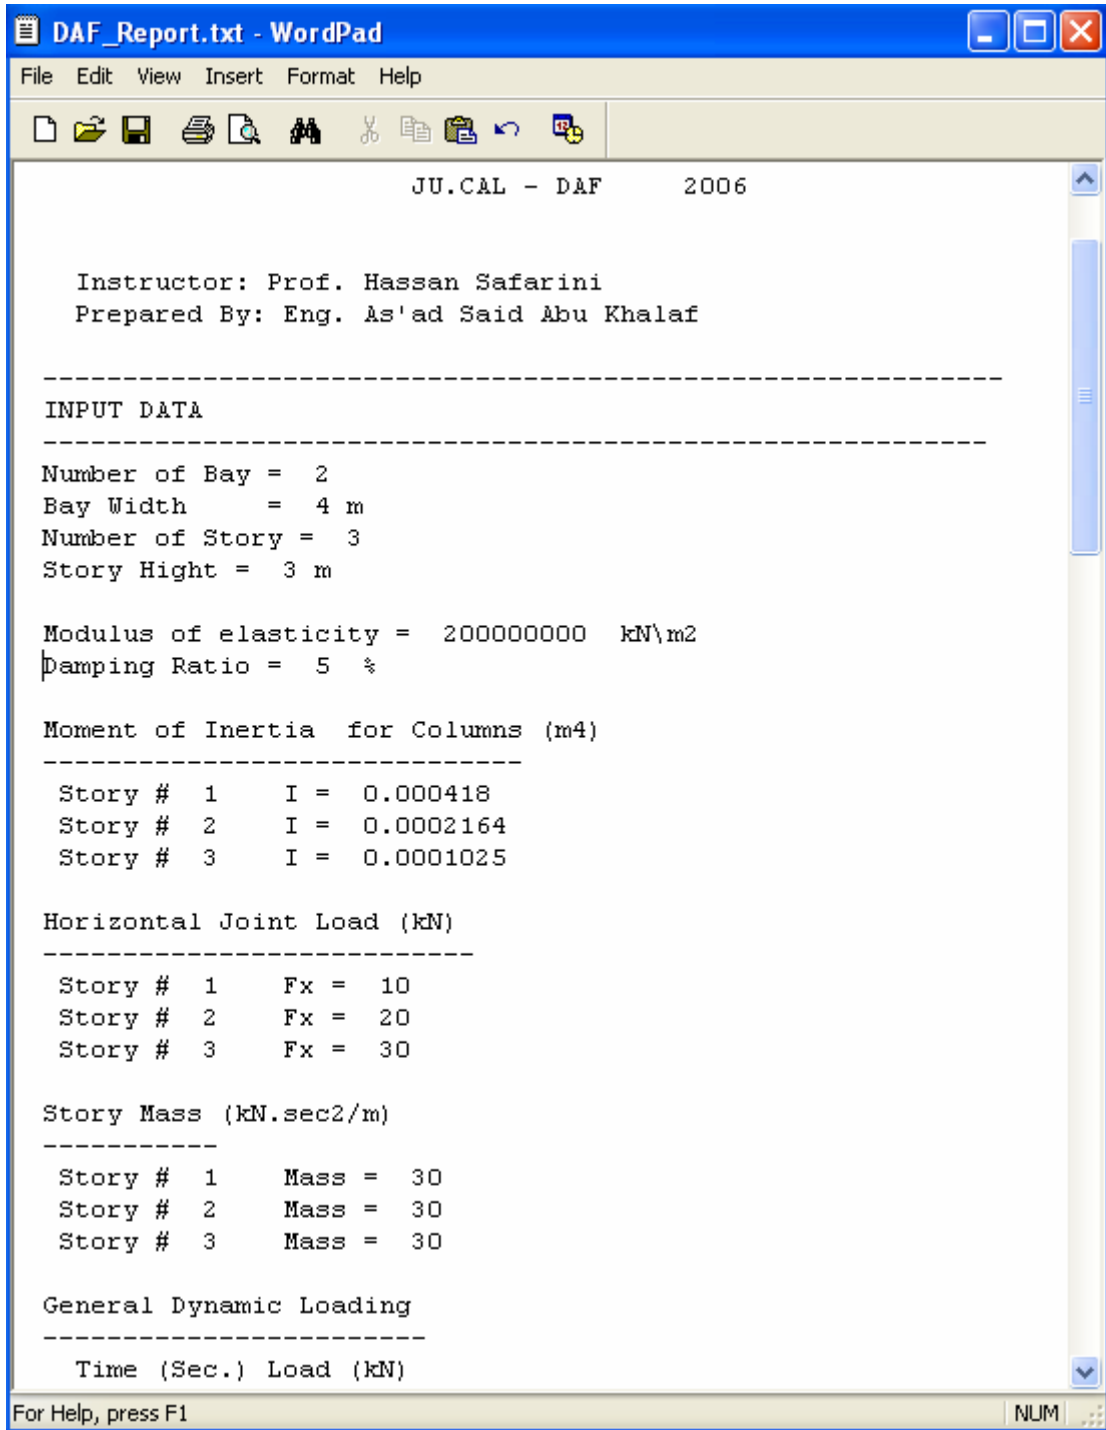 DAF_Report.txt - WordPad
File Edit View Insert Format Help
JU.CAL - DAF 2006
Instructor: Prof. Hassan Safarini
Prepared By: Eng. As'ad Said Abu Khalaf
------------------------------------------------------------
INPUT DATA
-----------------------------------------------------------
Number of Bay = 2
Bay Width = 4 m
Number of Story = 3
Story Hight = 3 m
Modulus of elasticity = 200000000 kN\m2
Damping Ratio = 5 %
Moment of Inertia for Columns (m4)
------------------------------
Story # 1 I = 0.000418
Story # 2 I = 0.0002164
Story # 3 I = 0.0001025
Horizontal Joint Load (kN)
---------------------------
Story # 1 Fx = 10
Story # 2 Fx = 20
Story # 3 Fx = 30
Story Mass (kN.sec2/m)
-----------
Story # 1 Mass = 30
Story # 2 Mass = 30
Story # 3 Mass = 30
General Dynamic Loading
------------------------
Time (Sec.) Load (kN)
For Help, press F1 NUM